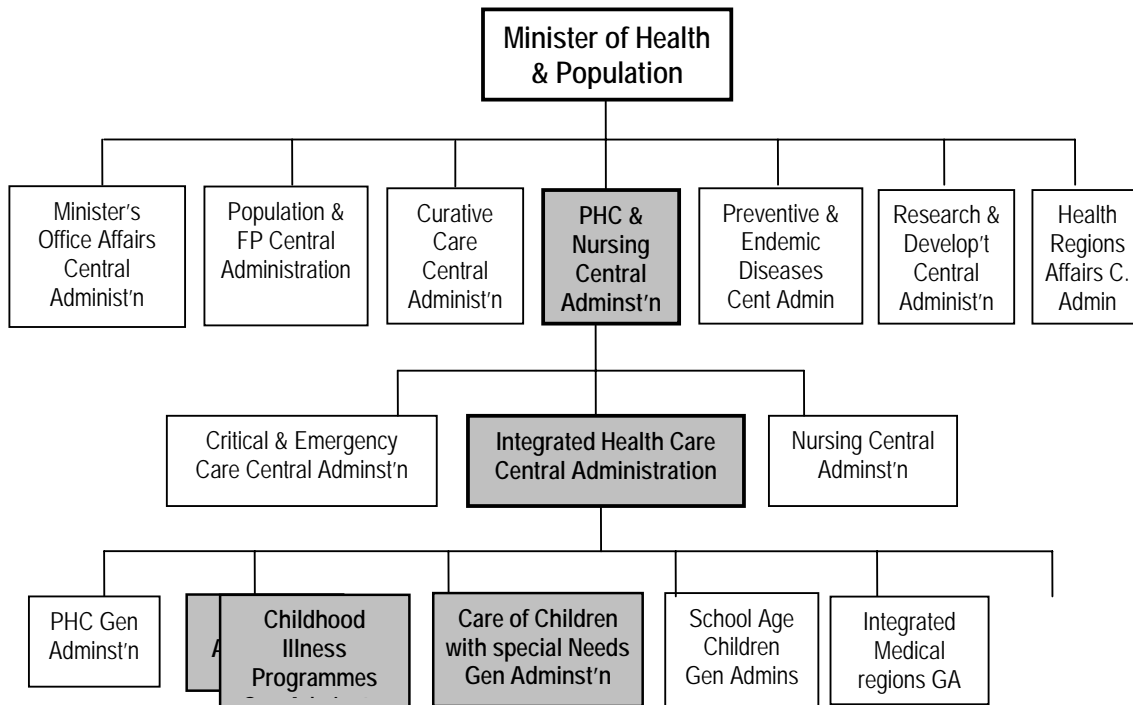 Minister of Health
& Population
Minister's
Office Affairs
Central
Administ'n
Population &
FP Central
Administration
Curative
Care
Central
Administ'n
PHC &
Nursing
Central
Adminst'n
Preventive &
Endemic
Diseases
Cent Admin
Research &
Develop't
Central
Administ'n
Health
Regions
Affairs C.
Admin
Critical & Emergency
Care Central Adminst'n
Integrated Health Care
Central Administration
Nursing Central
Adminst'n
PHC Gen
Adminst'n
A
Childhood
Illness
Programmes
Care of Children
with special Needs
Gen Adminst'n
School Age
Children
Gen Admins
Integrated
Medical
regions GA